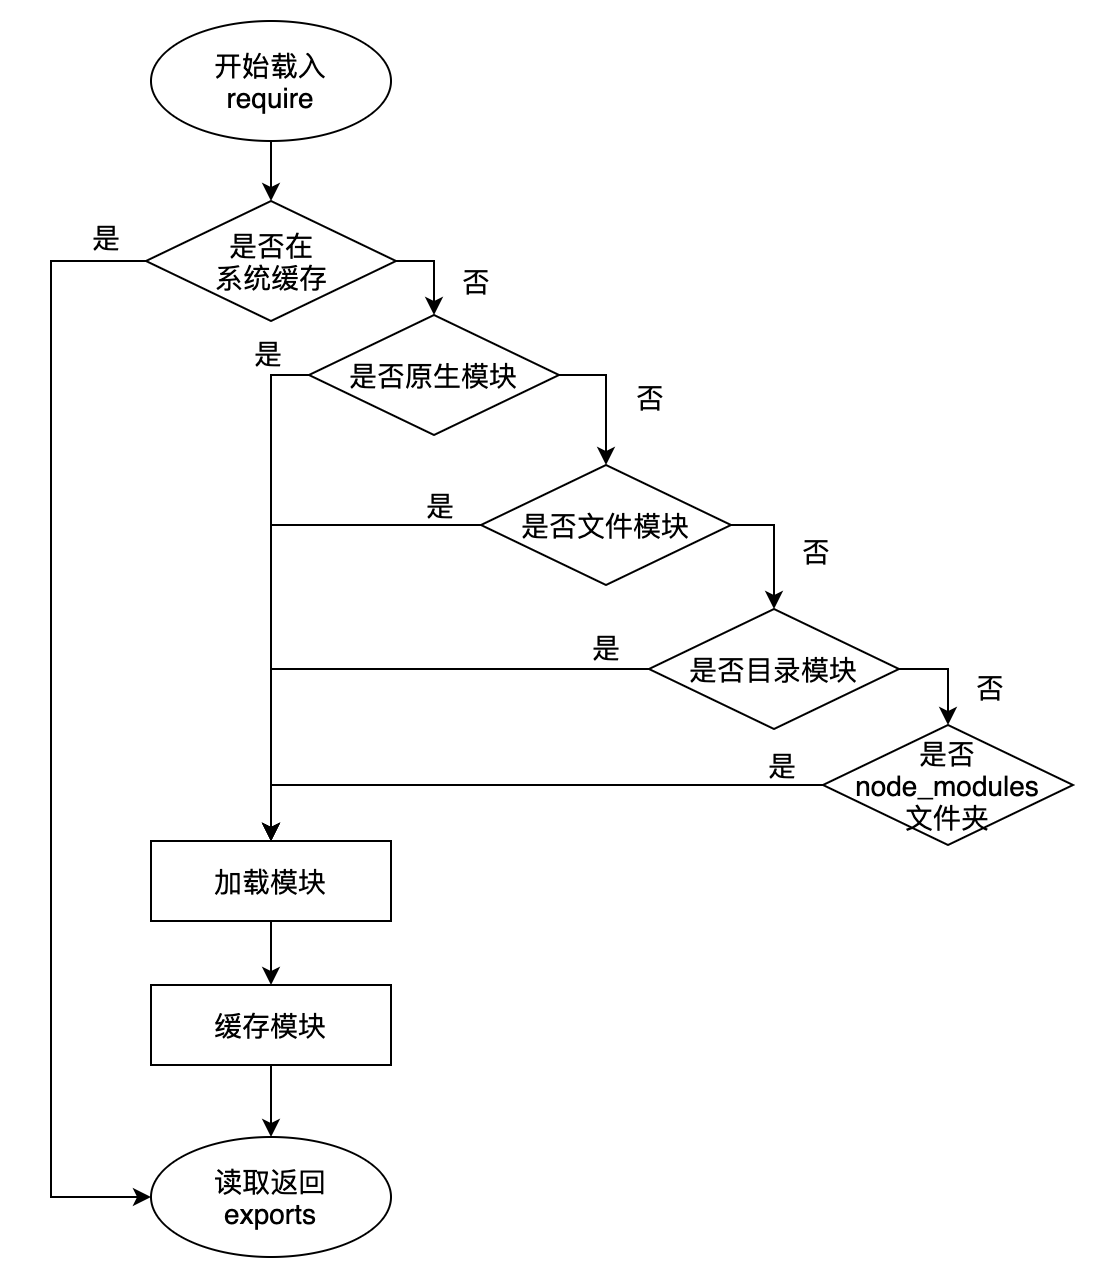 开始载入
require
是
是否在
系统缓存
否
是
是否原生模块
否
是
是否文件模块
否
是
是否目录模块
否
是
是否
node_modules
文件夹
加载模块
缓存模块
读取返回
exports